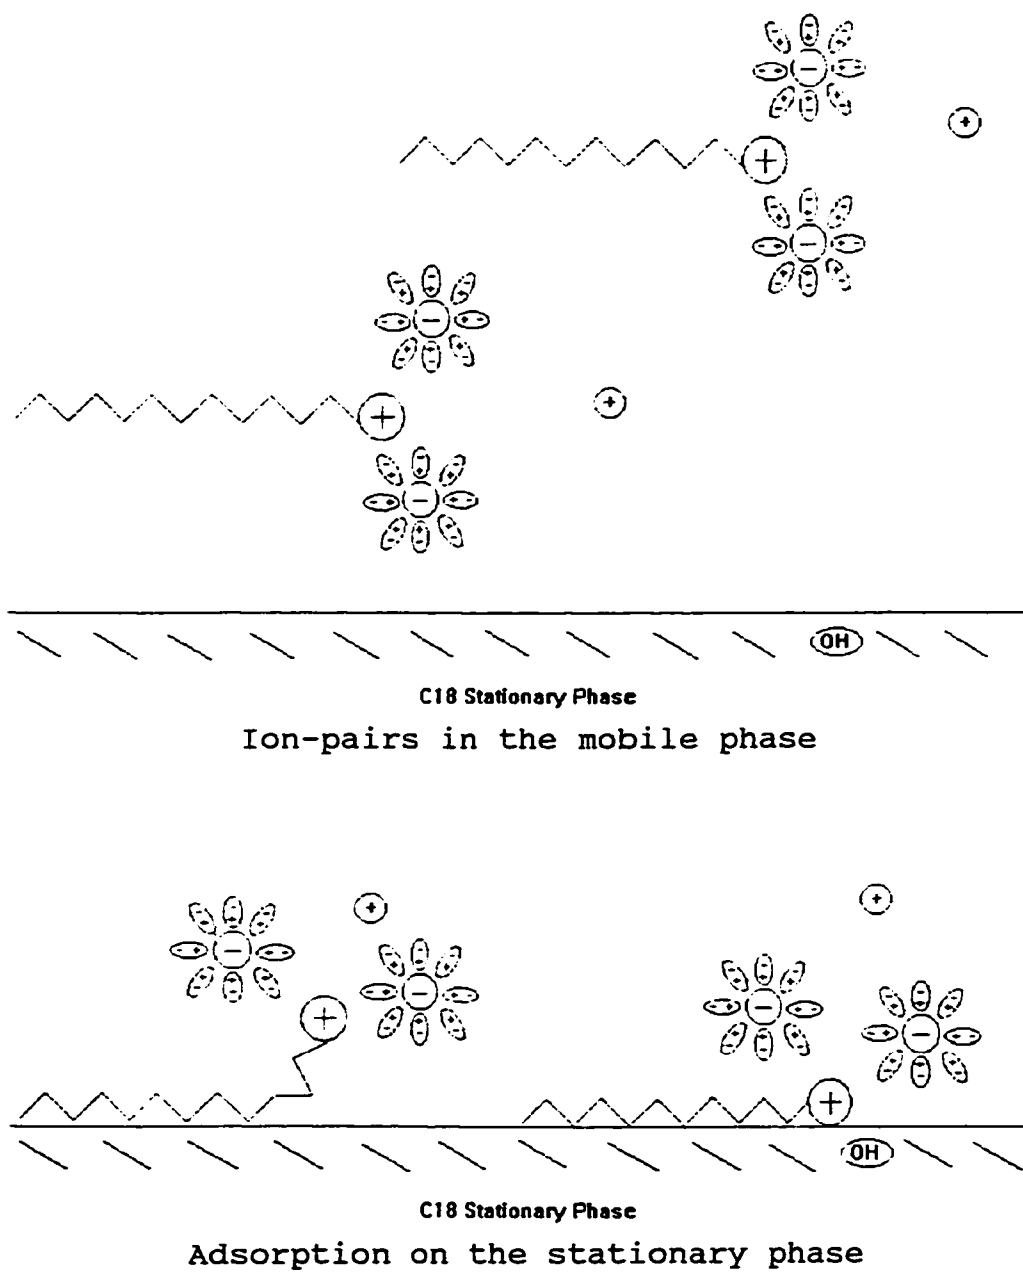 OH
C18 Stationary Phase
Ion-pairs in the mobile phase
OH
C18 Stationary Phase
Adsorption on the stationary phase